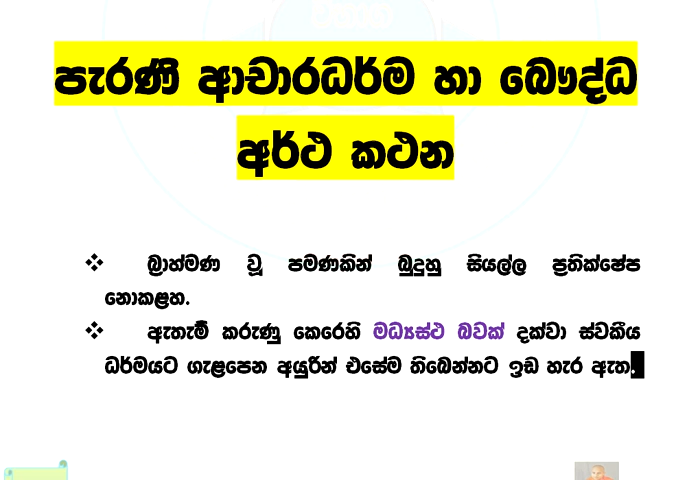 පැරණි ආචාරධර්ම හා බෞද්ධ
අර්ථ කථන
❖ බ්‍රාහ්මණ වූ පමණකින් බුදුහු සියල්ල ප්‍රතික්ෂේප
නොකළහ.
❖ ඇතැම් කරුණු කෙරෙහි මධ්‍යස්ථ බවක් දක්වා ස්වකීය
ධර්මයට ගැළපෙන අයුරින් එසේම තිබෙන්නට ඉඩ හැර ඇත.